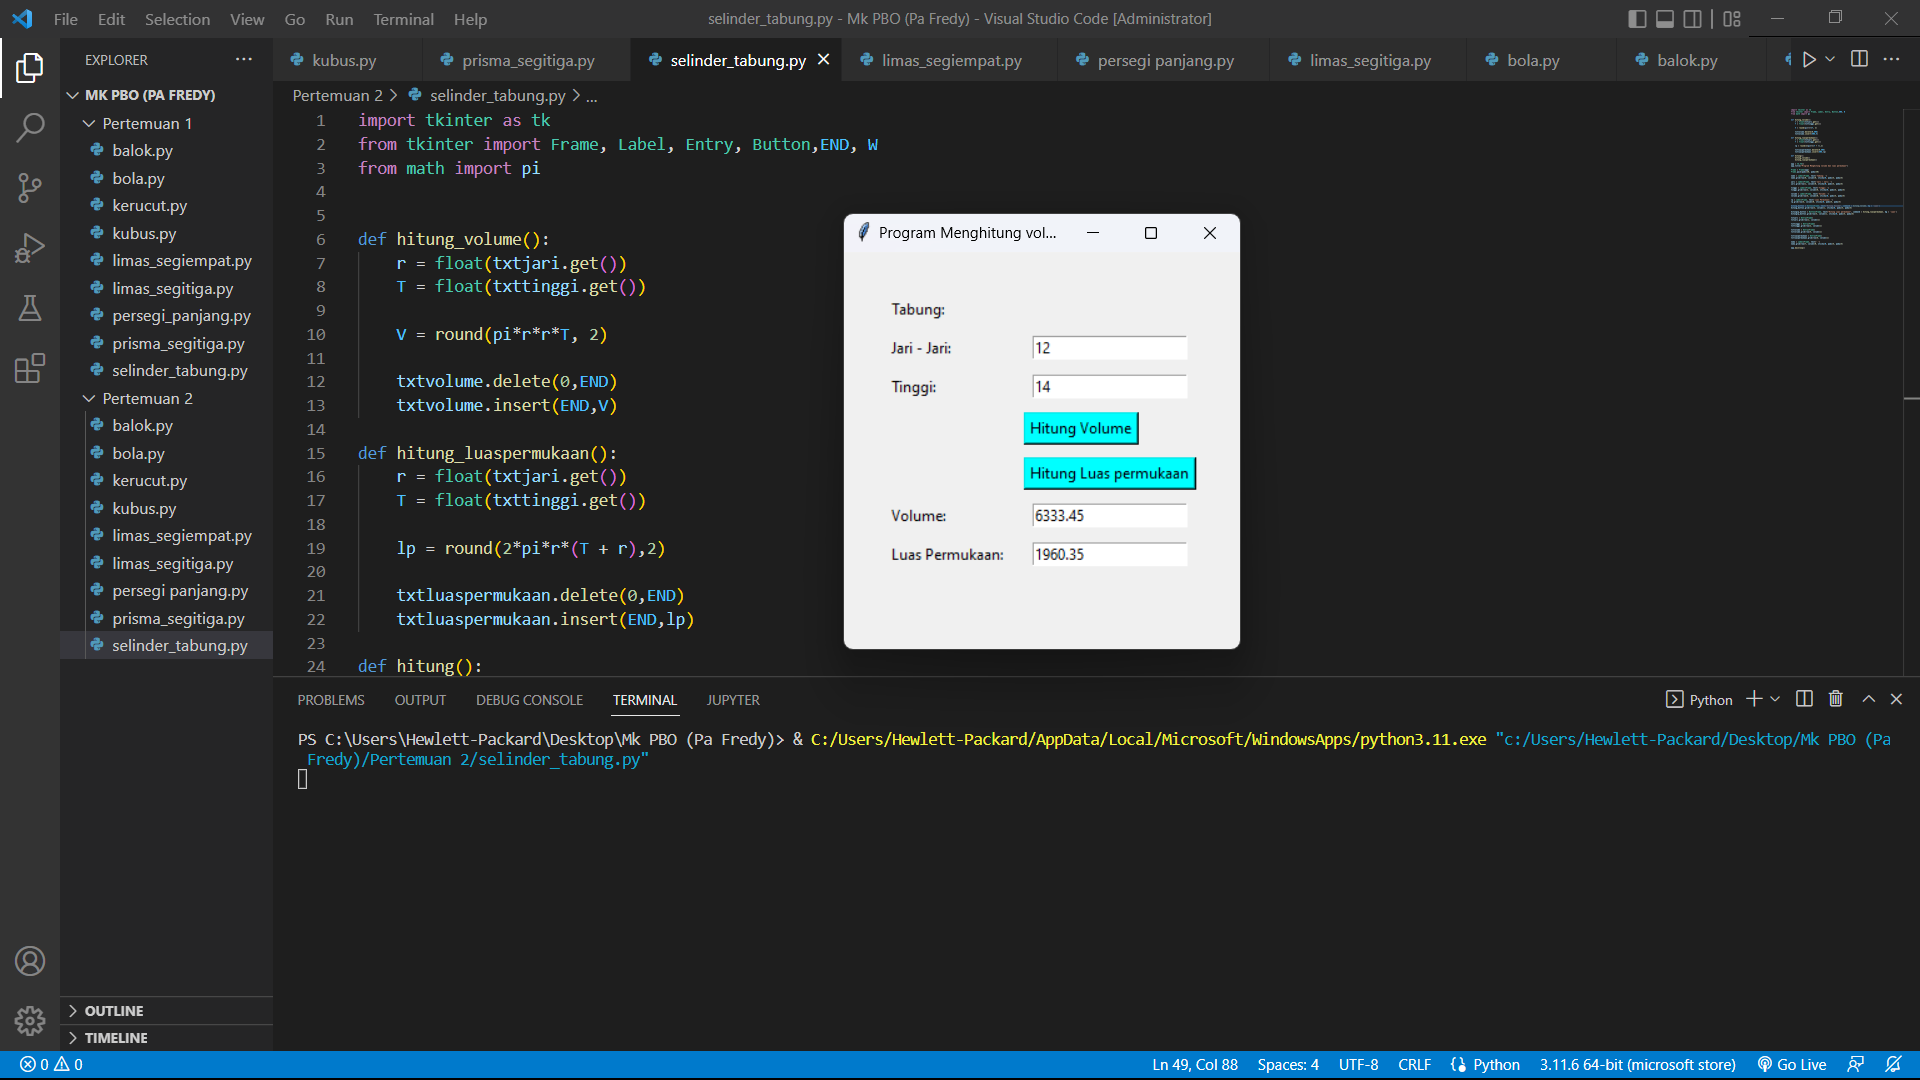 File Edit Selection View Go Run Terminal Help
selinder_tabung.py - Mk PBO (Pa Fredy) - Visual Studio Code [Administrator]
EXPLORER
MK PBO (PA FREDY)
Pertemuan 1
balok.py
bola.py
kerucut.py
kubus.py
limas_segiempat.py
limas_segitiga.py
persegi_panjang.py
prisma_segitiga.py
selinder_tabung.py
Pertemuan 2
balok.py
bola.py
kerucut.py
kubus.py
limas_segiempat.py
limas_segitiga.py
persegi panjang.py
prisma_segitiga.py
selinder_tabung.py
OUTLINE
TIMELINE
kubus.py prisma_segitiga.py selinder_tabung.py limas_segiempat.py persegi panjang.py limas_segitiga.py bola.py balok.py
Pertemuan 2 > selinder_tabung.py > ...
1 import tkinter as tk
2 from tkinter import Frame, Label, Entry, Button,END, W
3 from math import pi
4
5
6 def hitung_volume():
7 r = float(txtjari.get())
8 T = float(txttinggi.get())
9
10 V = round(pi*r*r*T, 2)
11
12 txtvolume.delete(0,END)
13 txtvolume.insert(END,V)
14
15 def hitung_luaspermukaan():
16 r = float(txtjari.get())
17 T = float(txttinggi.get())
18
19 lp = round(2*pi*r*(T + r),2)
20
21 txtluaspermukaan.delete(0,END)
22 txtluaspermukaan.insert(END,lp)
23
24 def hitung():
Program Menghitung vol...
Tabung:
Jari - Jari: 12
Tinggi: 14
Hitung Volume
Hitung Luas permukaan
Volume: 6333.45
Luas Permukaan: 1960.35
PROBLEMS OUTPUT DEBUG CONSOLE TERMINAL JUPYTER
Python
PS C:\Users\Hewlett-Packard\Desktop\Mk PBO (Pa Fredy)> & C:/Users/Hewlett-Packard/AppData/Local/Microsoft/WindowsApps/python3.11.exe "c:/Users/Hewlett-Packard/Desktop/Mk PBO (Pa
Fredy)/Pertemuan 2/selinder_tabung.py"
0 0
Ln 49, Col 88 Spaces: 4 UTF-8 CRLF Python 3.11.6 64-bit (microsoft store) Go Live